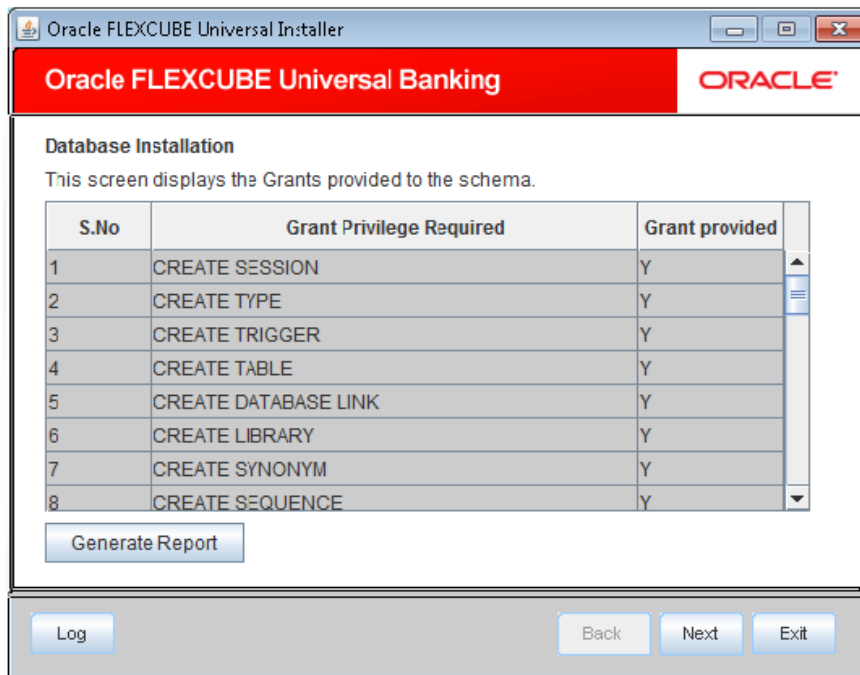 Oracle FLEXCUBE Universal Installer
Oracle FLEXCUBE Universal Banking ORACLE
Database Installation
This screen displays the Grants provided to the schema.
S.No Grant Privilege Required Grant provided
1 CREATE SESSION Y
2 CREATE TYPE Y
3 CREATE TRIGGER Y
4 CREATE TABLE Y
5 CREATE DATABASE LINK Y
6 CREATE LIBRARY Y
7 CREATE SYNONYM Y
8 CREATE SEQUENCE Y
Generate Report
Log Back Next Exit